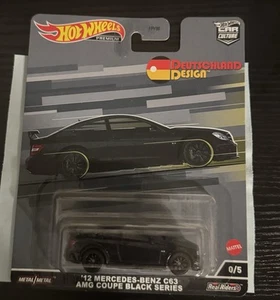 Hot Wheels
PREMIUM
CAR
CULTURE
DEUTSCHLAND
DESIGN
'12 MERCEDES-BENZ C63
AMG COUPE BLACK SERIES
0/5
METAL/METAL
MATTEL
Real Riders